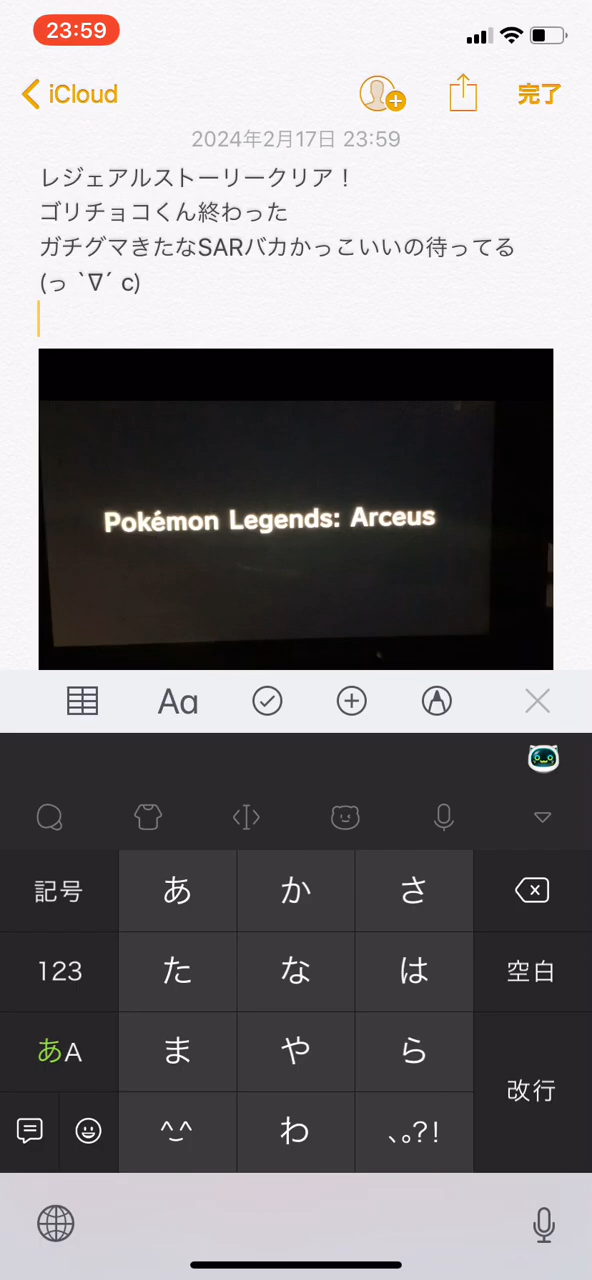 23:59
iCloud
完了
2024年2月17日 23:59
レジェアルストーリークリア！
ゴリチョコくん終わった
ガチグマきたなSARバカかっこいいの待ってる
(っ `∇´ c)
Pokémon Legends: Arceus
Aa
記号
あ
か
さ
123
た
な
は
空白
あA
ま
や
ら
改行
^_^
わ
､｡?!